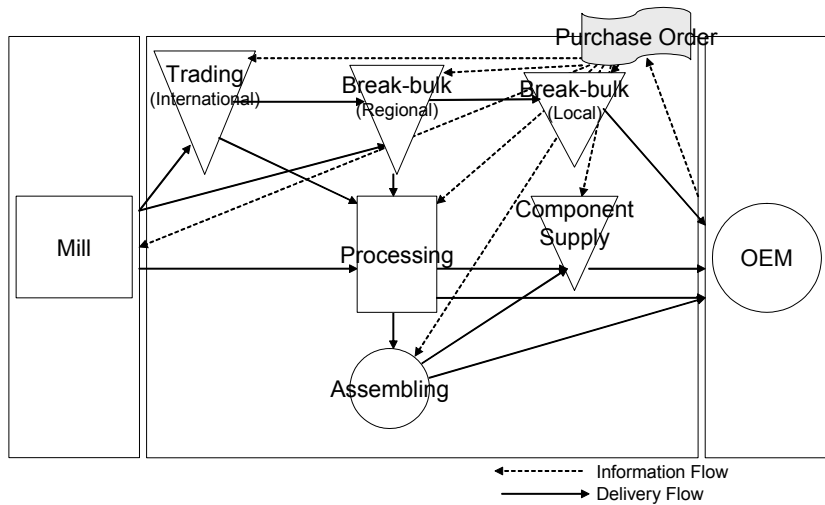 Purchase Order
Trading
(International)
Break-bulk
(Regional)
Break-bulk
(Local)
Mill
Processing
Component
Supply
OEM
Assembling
Information Flow
Delivery Flow